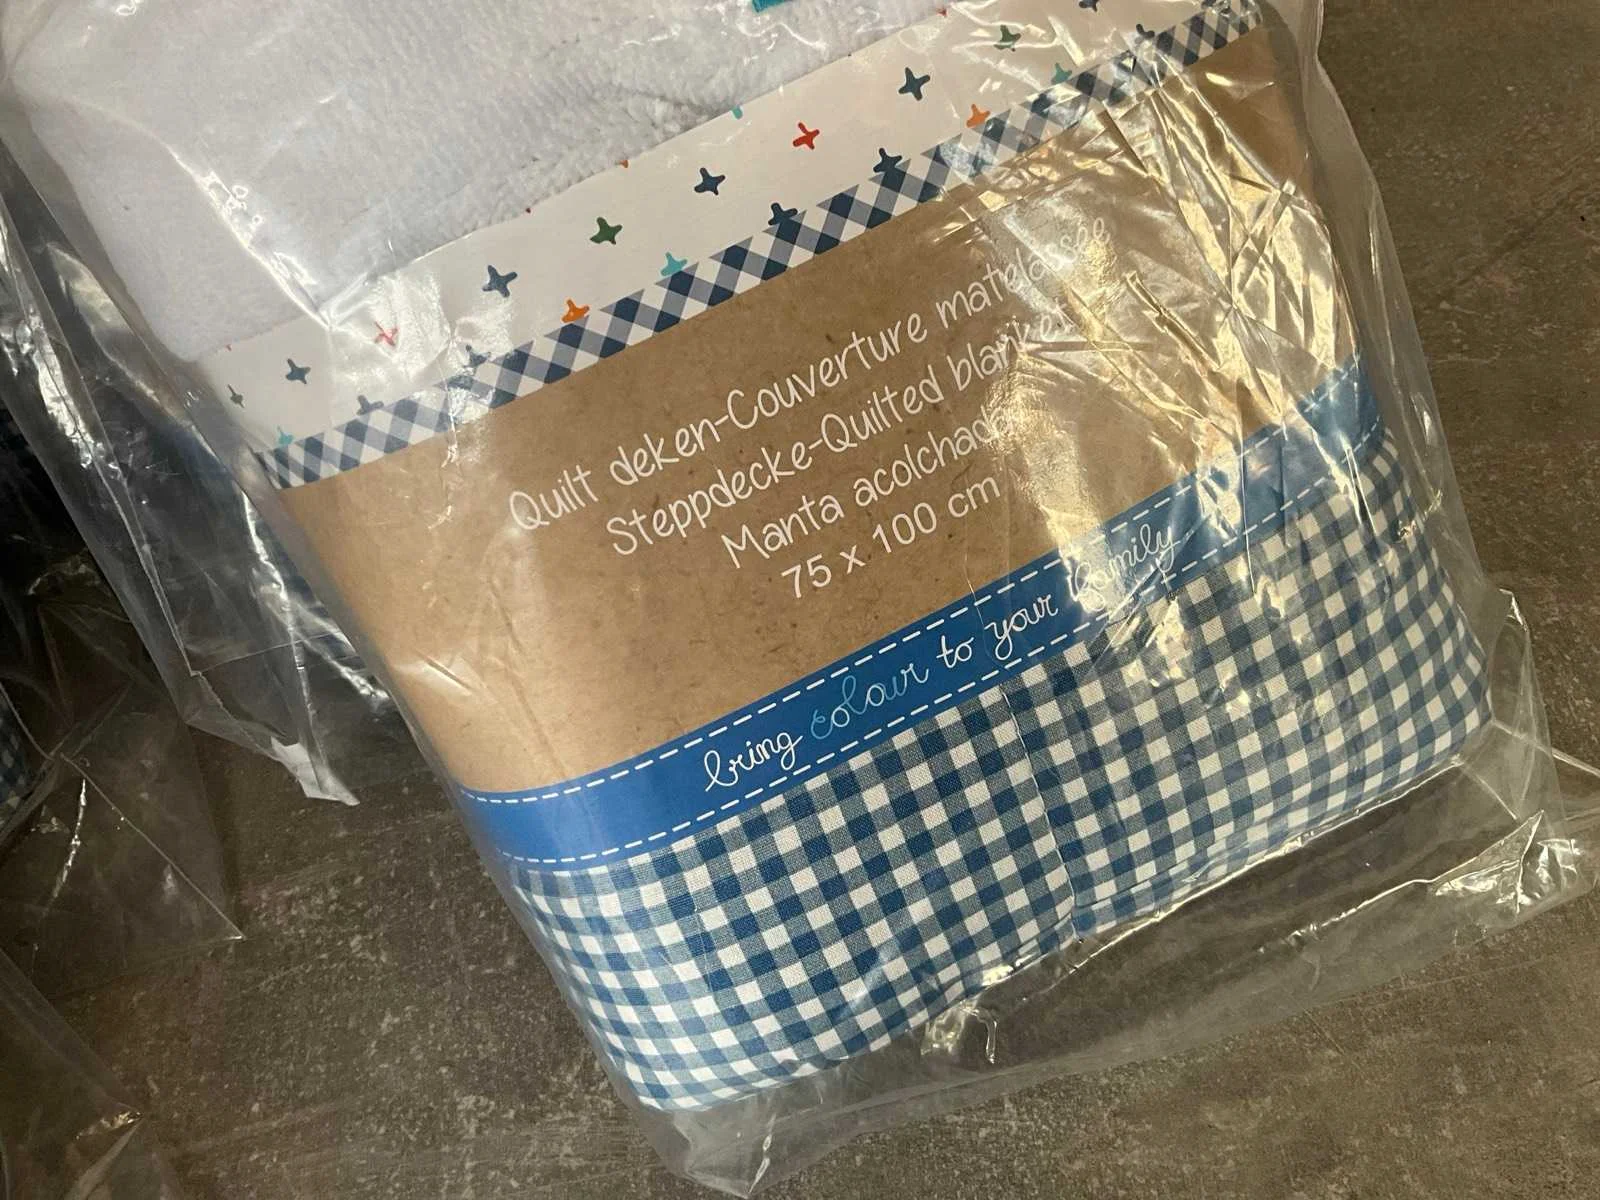 Quilt deken-Couverture matelassée
Steppdecke-Quilted blanket
Manta acolchada
75 x 100 cm
bring colour to your family